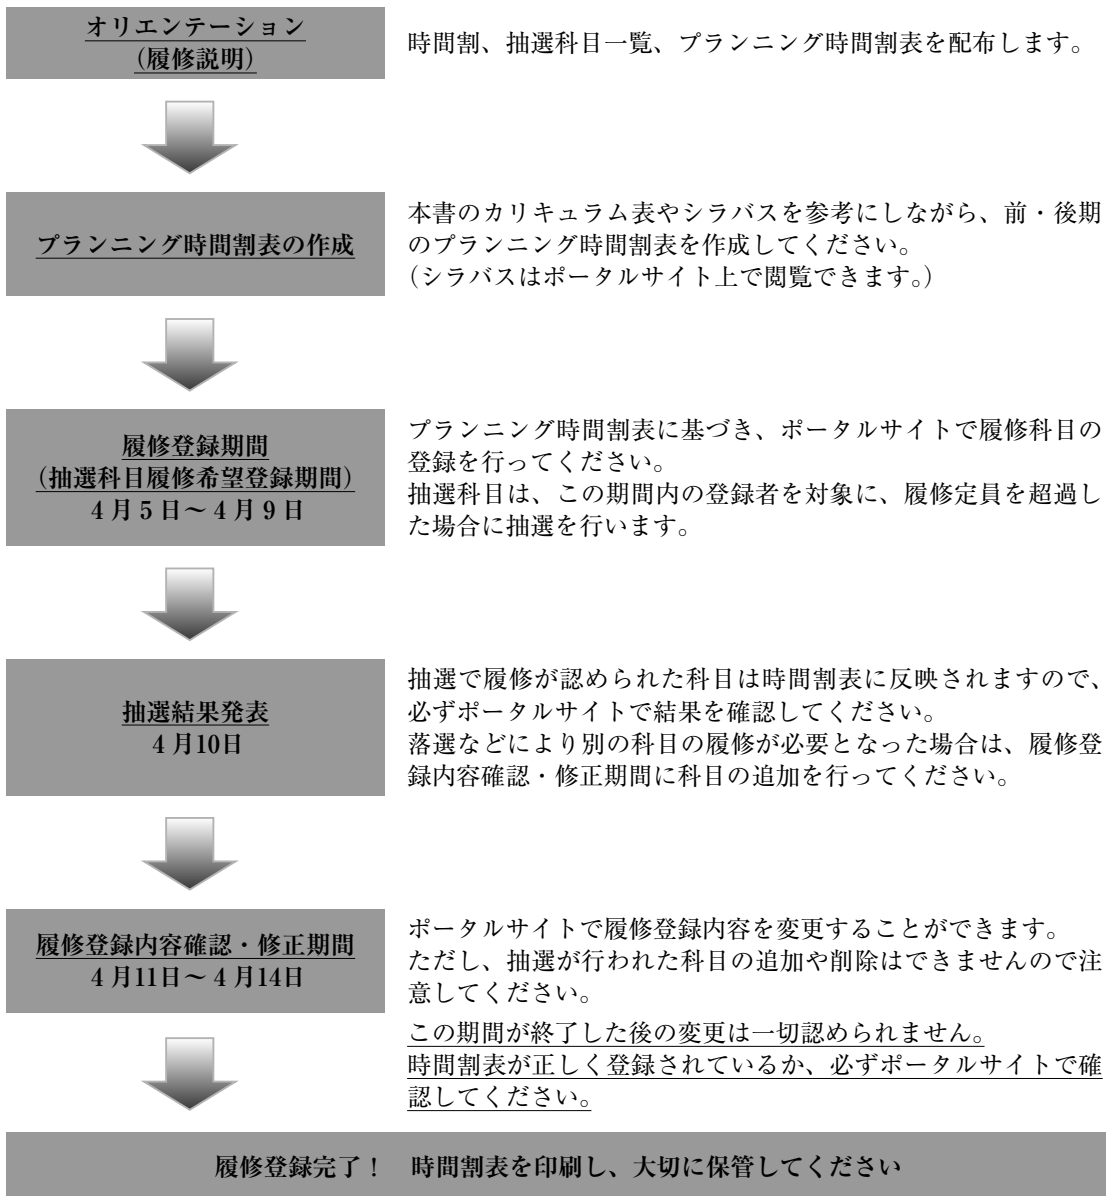 オリエンテーション
(履修説明)
時間割、抽選科目一覧、プランニング時間割表を配布します。
プランニング時間割表の作成
本書のカリキュラム表やシラバスを参考にしながら、前・後期
のプランニング時間割表を作成してください。
(シラバスはポータルサイト上で閲覧できます。)
履修登録期間
(抽選科目履修希望登録期間)
4月5日〜4月9日
プランニング時間割表に基づき、ポータルサイトで履修科目の
登録を行ってください。
抽選科目は、この期間内の登録者を対象に、履修定員を超過し
た場合に抽選を行います。
抽選結果発表
4月10日
抽選で履修が認められた科目は時間割表に反映されますので、
必ずポータルサイトで結果を確認してください。
落選などにより別の科目の履修が必要となった場合は、履修登
録内容確認・修正期間に科目の追加を行ってください。
履修登録内容確認・修正期間
4月11日〜4月14日
ポータルサイトで履修登録内容を変更することができます。
ただし、抽選が行われた科目の追加や削除はできませんので注
意してください。
この期間が終了した後の変更は一切認められません。
時間割表が正しく登録されているか、必ずポータルサイトで確
認してください。
履修登録完了! 時間割表を印刷し、大切に保管してください